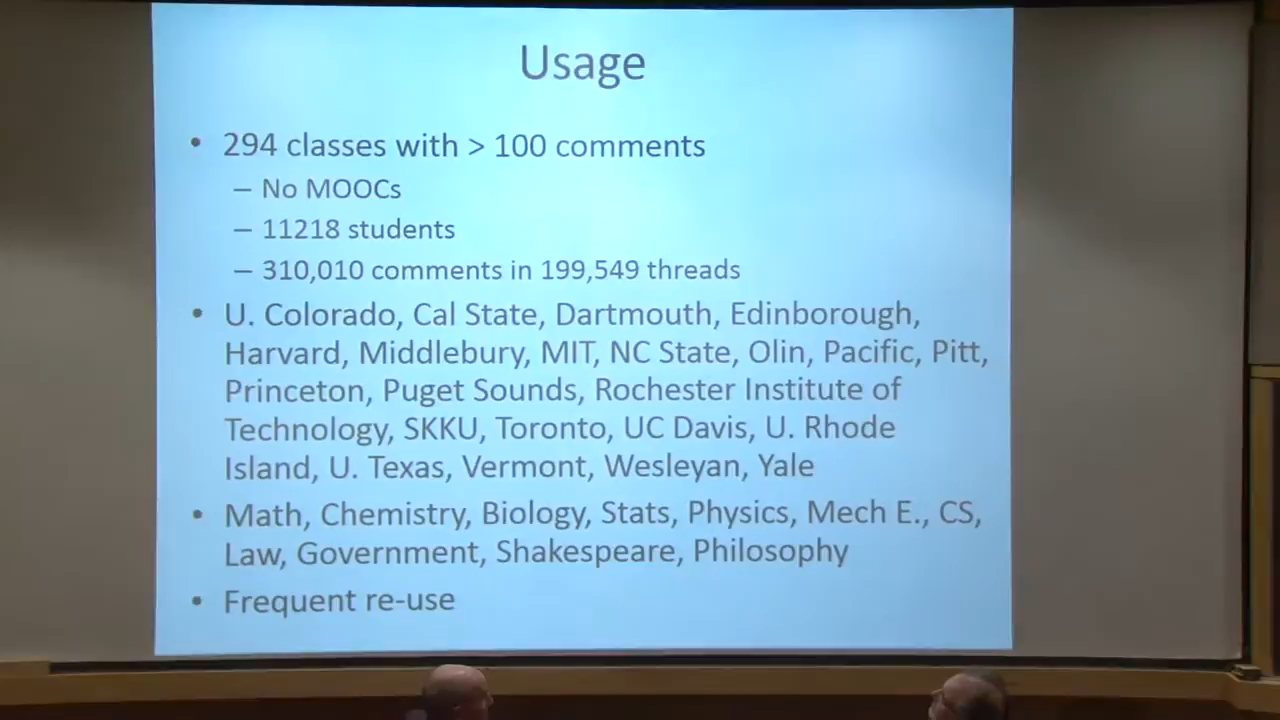 Usage
• 294 classes with > 100 comments
– No MOOCs
– 11218 students
– 310,010 comments in 199,549 threads
• U. Colorado, Cal State, Dartmouth, Edinborough,
Harvard, Middlebury, MIT, NC State, Olin, Pacific, Pitt,
Princeton, Puget Sounds, Rochester Institute of
Technology, SKKU, Toronto, UC Davis, U. Rhode
Island, U. Texas, Vermont, Wesleyan, Yale
• Math, Chemistry, Biology, Stats, Physics, Mech E., CS,
Law, Government, Shakespeare, Philosophy
• Frequent re-use